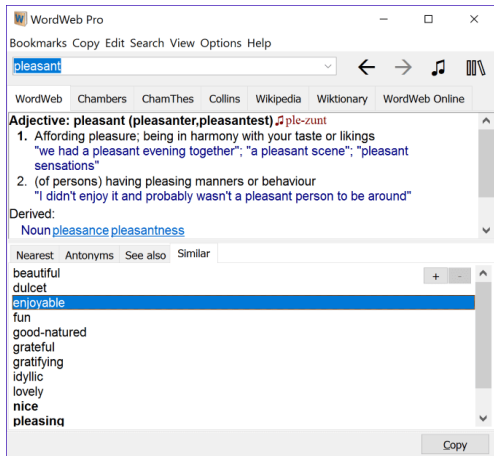 WordWeb Pro
Bookmarks Copy Edit Search View Options Help
pleasant
WordWeb Chambers ChamThes Collins Wikipedia Wiktionary WordWeb Online
Adjective: pleasant (pleasanter,pleasantest) ple-zunt
1. Affording pleasure; being in harmony with your taste or likings
"we had a pleasant evening together"; "a pleasant scene"; "pleasant
sensations"
2. (of persons) having pleasing manners or behaviour
"I didn't enjoy it and probably wasn't a pleasant person to be around"
Derived:
Noun pleasance pleasantness
Nearest Antonyms See also Similar
beautiful
dulcet
enjoyable
fun
good-natured
grateful
gratifying
idyllic
lovely
nice
pleasing
Copy